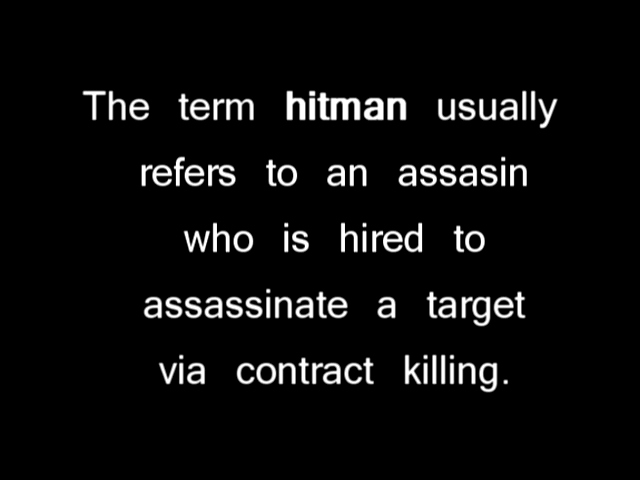 The term hitman usually
refers to an assasin
who is hired to
assassinate a target
via contract killing.